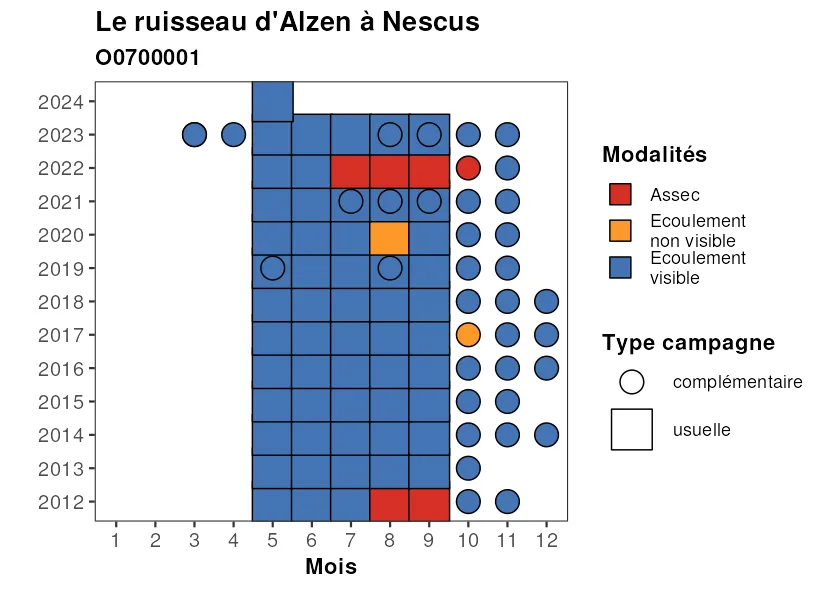 Le ruisseau d'Alzen à Nescus
O0700001
2024
2023
2022
2021
2020
2019
2018
2017
2016
2015
2014
2013
2012
1 2 3 4 5 6 7 8 9 10 11 12
Mois
Modalités
Assec
Ecoulement
non visible
Ecoulement
visible
Type campagne
complémentaire
usuelle